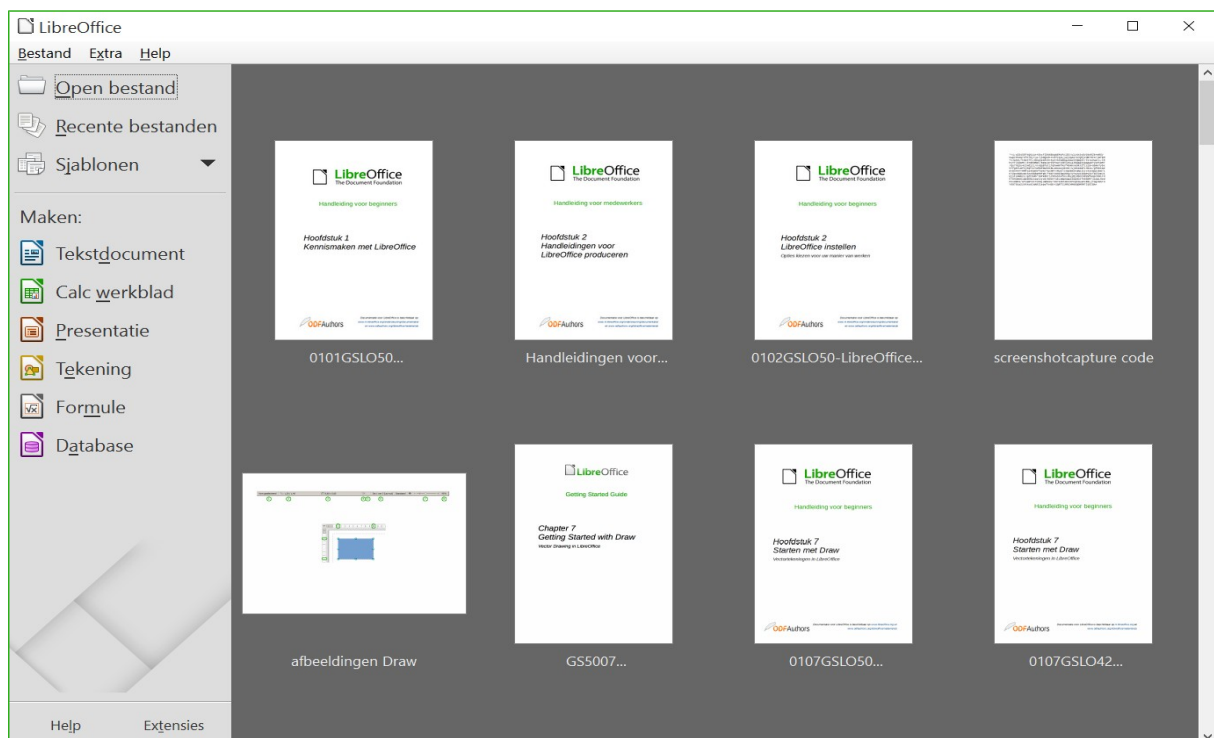 LibreOffice
Bestand Extra Help
Open bestand
Recente bestanden
Sjablonen
Maken:
Tekstdocument
Calc werkblad
Presentatie
Tekening
Formule
Database
Help Extensies
LibreOffice
The Document Foundation
Handleiding voor beginners
Hoofdstuk 1
Kennismaken met LibreOffice
ODFAuthors
0101GSLO50...
LibreOffice
The Document Foundation
Handleiding voor medewerkers
Hoofdstuk 2
Handleidingen voor
LibreOffice produceren
ODFAuthors
Handleidingen voor...
LibreOffice
The Document Foundation
Handleiding voor beginners
Hoofdstuk 2
LibreOffice instellen
Opties kiezen voor uw manier van werken
ODFAuthors
0102GSLO50-LibreOffice...
screenshotcapture code
afbeeldingen Draw
LibreOffice
Getting Started Guide
Chapter 7
Getting Started with Draw
Vector Drawing in LibreOffice
GS5007...
LibreOffice
The Document Foundation
Handleiding voor beginners
Hoofdstuk 7
Starten met Draw
Vectortekeningen in LibreOffice
ODFAuthors
0107GSLO50...
LibreOffice
The Document Foundation
Handleiding voor beginners
Hoofdstuk 7
Starten met Draw
Vectortekeningen in LibreOffice
ODFAuthors
0107GSLO42...